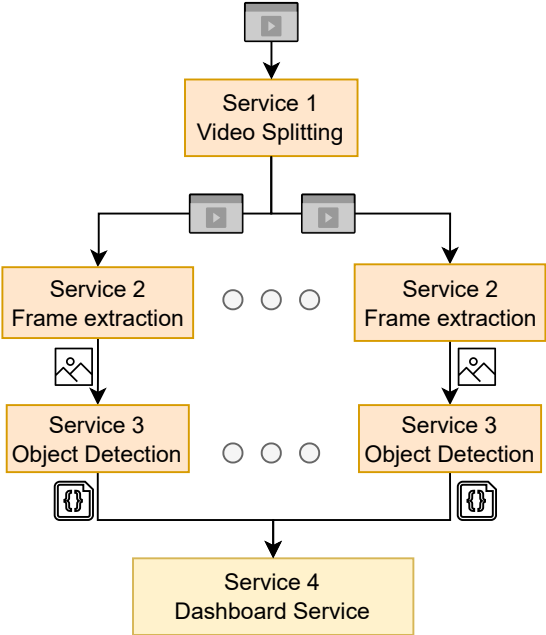 Service 1
Video Splitting
Service 2
Frame extraction
Service 2
Frame extraction
Service 3
Object Detection
Service 3
Object Detection
{}
{}
Service 4
Dashboard Service